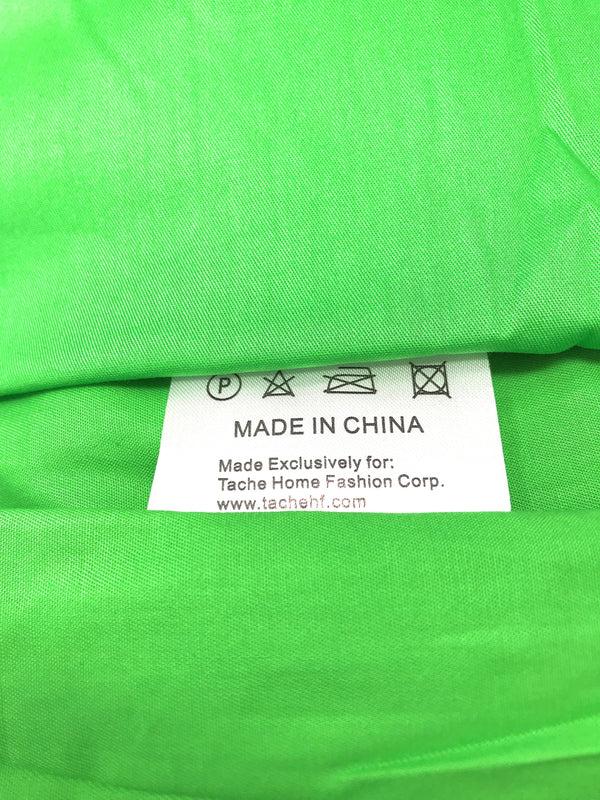 P
MADE IN CHINA
Made Exclusively for:
Tache Home Fashion Corp.
www.tachehf.com